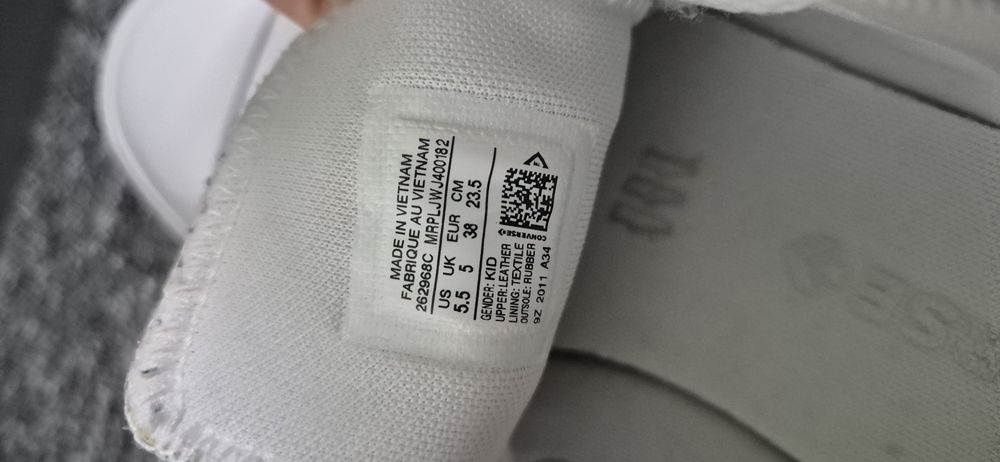 MADE IN VIETNAM
FABRIQUE AU VIETNAM
262968C MRPLJWJ400182
US UK EUR CM
5.5 5 38 23.5
GENDER: KID
UPPER: LEATHER
LINING: TEXTILE
OUTSOLE: RUBBER
9Z 2011 A34
CONVERSE